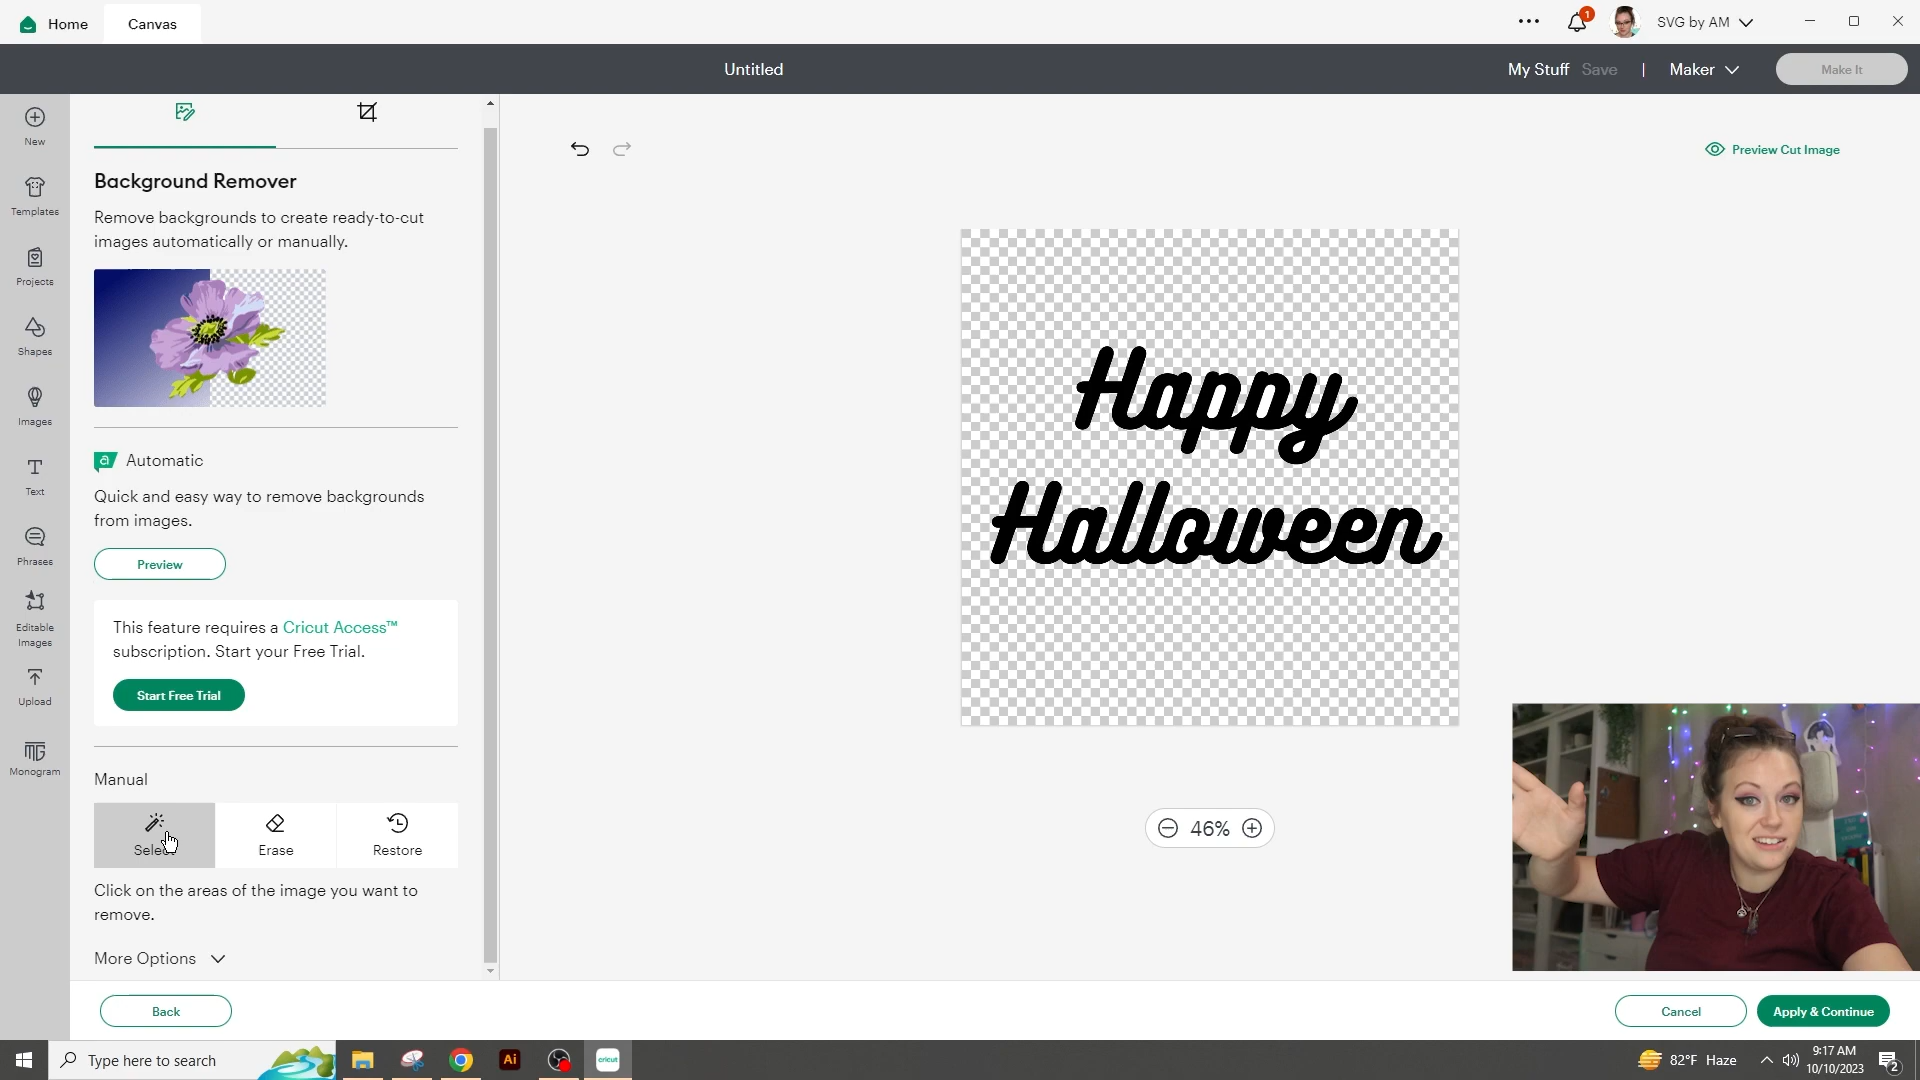 Home
Canvas
1
SVG by AM
Untitled
My Stuff
Save
|
Maker
Make It
New
Templates
Projects
Shapes
Images
Text
Phrases
Editable
Images
Upload
Monogram
Background Remover
Remove backgrounds to create ready-to-cut
images automatically or manually.
a
Automatic
Quick and easy way to remove backgrounds
from images.
Preview
This feature requires a Cricut Access™
subscription. Start your Free Trial.
Start Free Trial
Manual
Select
Erase
Restore
Click on the areas of the image you want to
remove.
More Options
Back
Preview Cut Image
Happy
Halloween
46%
Cancel
Apply & Continue
Type here to search
Ai
cricut
82°F Haze
9:17 AM
10/10/2023
2